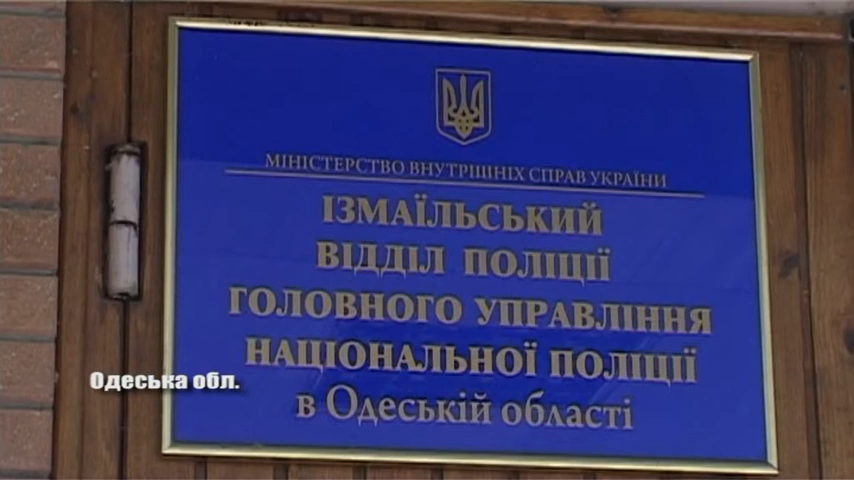 МІНІСТЕРСТВО ВНУТРІШНІХ СПРАВ УКРАЇНИ
ІЗМАЇЛЬСЬКИЙ
ВІДДІЛ ПОЛІЦІЇ
ГОЛОВНОГО УПРАВЛІННЯ
НАЦІОНАЛЬНОЇ ПОЛІЦІЇ
в Одеській області
Одеська обл.